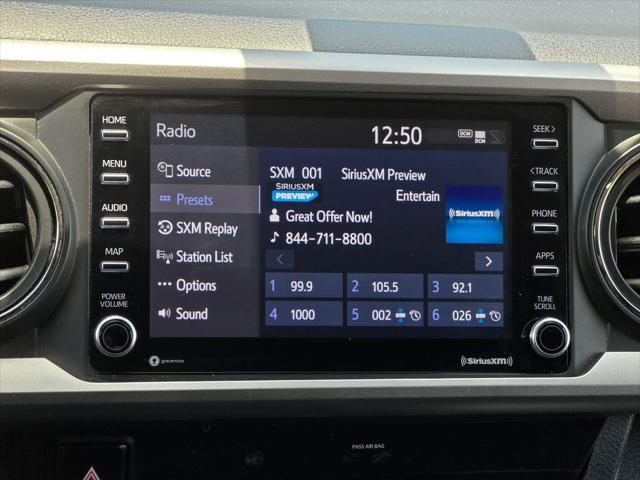 HOME
MENU
AUDIO
MAP
POWER
VOLUME
Radio
12:50
DCM
DCM
Source
Presets
SXM Replay
Station List
Options
Sound
SXM 001 SiriusXM Preview
SIRIUSXM
PREVIEW
Entertain
Great Offer Now!
844-711-8800
((SiriusXM))
< >
1 99.9
2 105.5
3 92.1
4 1000
5 002
6 026
SEEK >
< TRACK
PHONE
APPS
TUNE
SCROLL
gracenote
((SiriusXM))
PASS AIR BAG